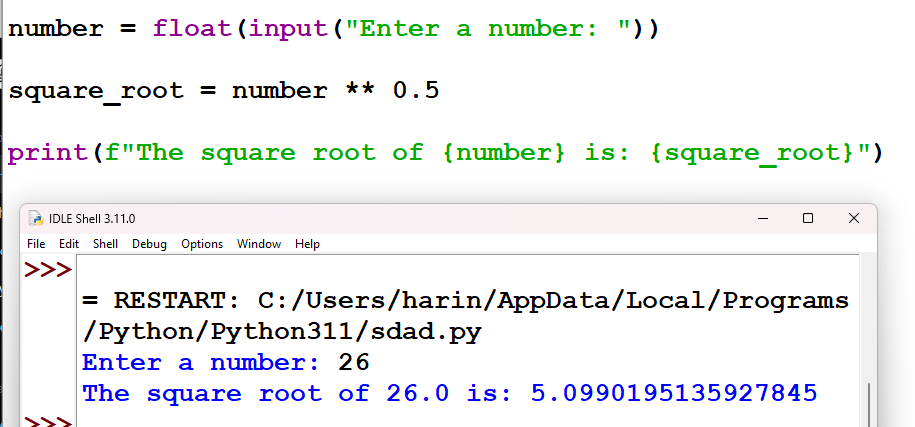 number = float(input("Enter a number: "))
square_root = number ** 0.5
print(f"The square root of {number} is: {square_root}")
IDLE Shell 3.11.0
File Edit Shell Debug Options Window Help
>>>
= RESTART: C:/Users/harin/AppData/Local/Programs
/Python/Python311/sdad.py
Enter a number: 26
The square root of 26.0 is: 5.0990195135927845
>>>